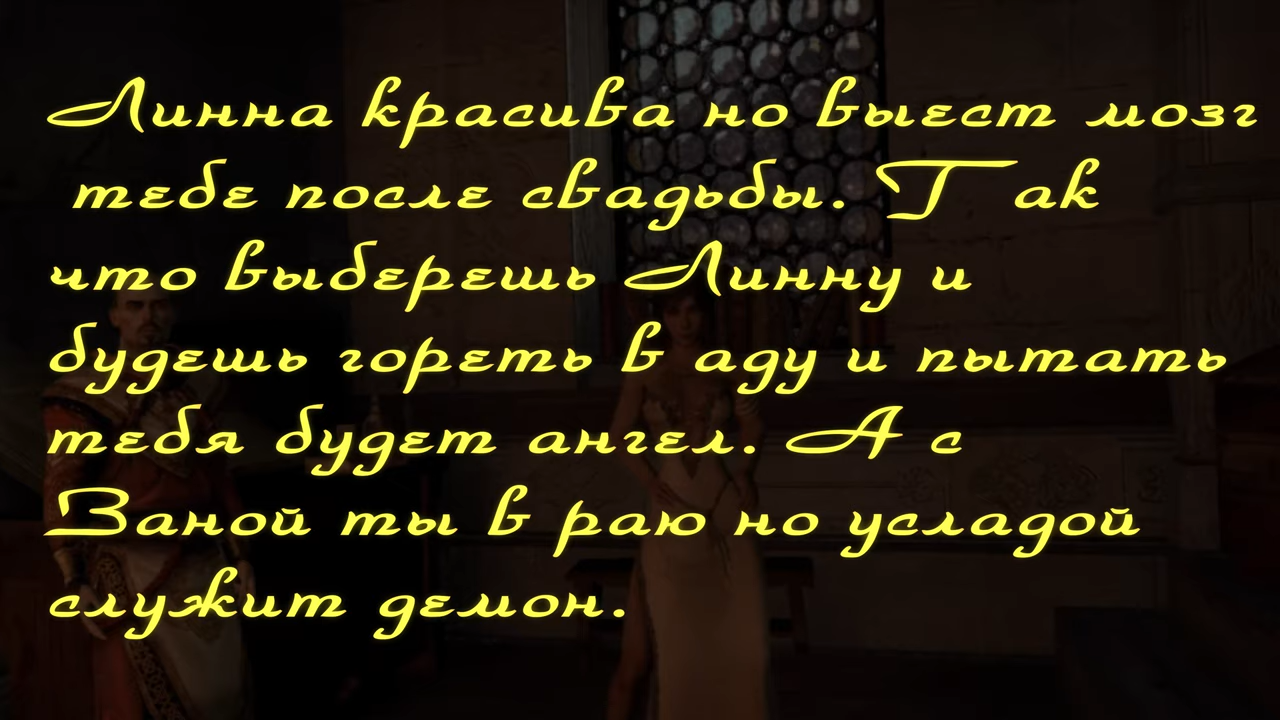 Линна красива но выест мозг
тебе после свадьбы. Так
что выберешь Линну и
будешь гореть в аду и пытать
тебя будет ангел. А с
Заной ты в раю но усладой
служит демон.